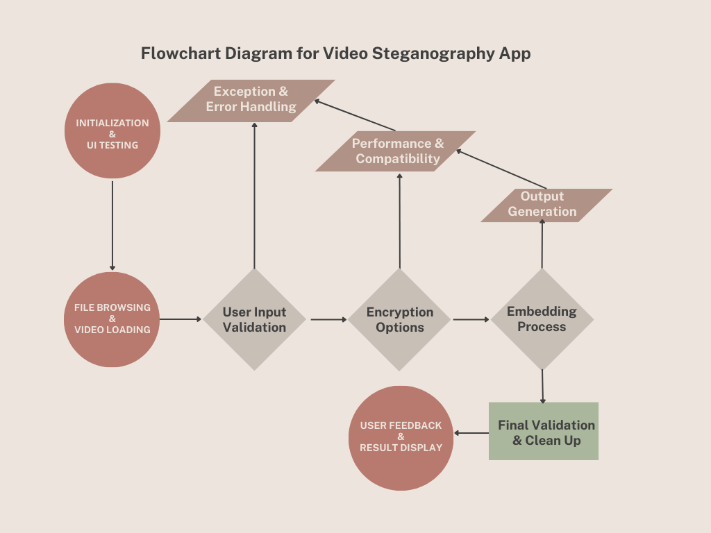 Flowchart Diagram for Video Steganography App
Exception &
Error Handling
INITIALIZATION
&
UI TESTING
Performance &
Compatibility
Output
Generation
FILE BROWSING
&
VIDEO LOADING
User Input
Validation
Encryption
Options
Embedding
Process
USER FEEDBACK
&
RESULT DISPLAY
Final Validation
& Clean Up